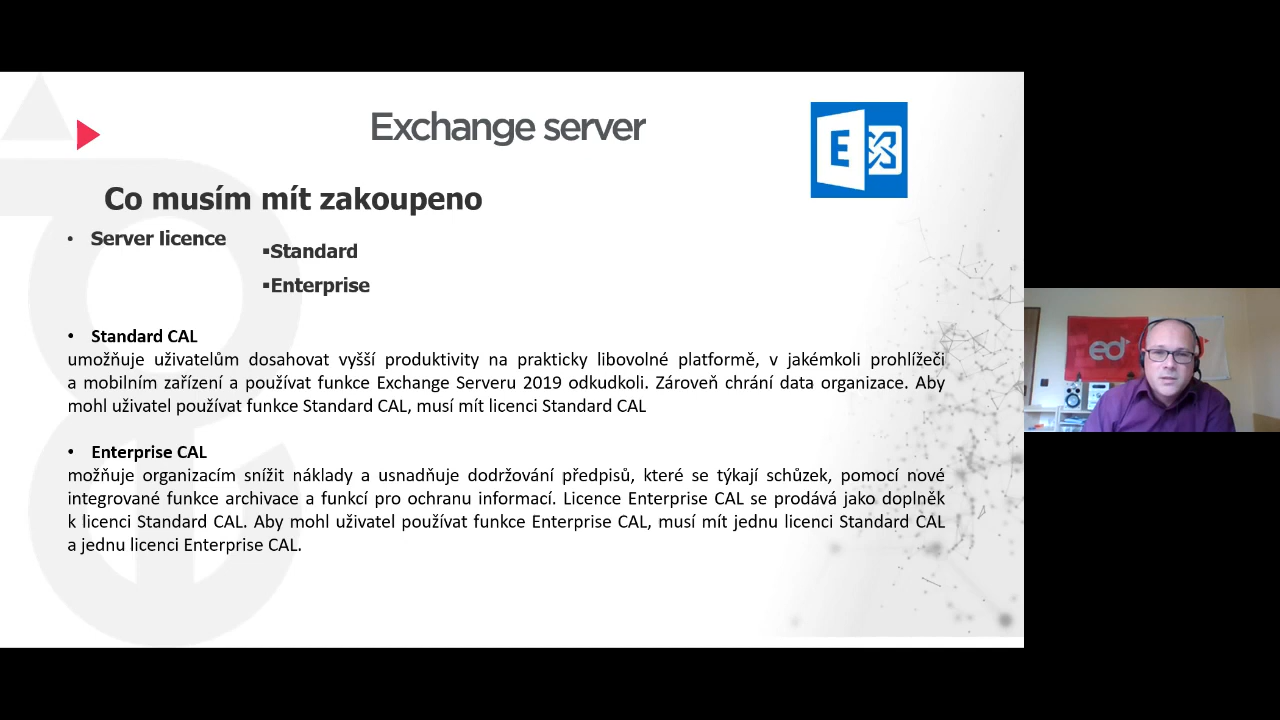 Exchange server
E
Co musím mít zakoupeno
• Server licence
▪Standard
▪Enterprise
• Standard CAL
umožňuje uživatelům dosahovat vyšší produktivity na prakticky libovolné platformě, v jakémkoli prohlížeči
a mobilním zařízení a používat funkce Exchange Serveru 2019 odkudkoli. Zároveň chrání data organizace. Aby
mohl uživatel používat funkce Standard CAL, musí mít licenci Standard CAL
• Enterprise CAL
možňuje organizacím snížit náklady a usnadňuje dodržování předpisů, které se týkají schůzek, pomocí nové
integrované funkce archivace a funkcí pro ochranu informací. Licence Enterprise CAL se prodává jako doplněk
k licenci Standard CAL. Aby mohl uživatel používat funkce Enterprise CAL, musí mít jednu licenci Standard CAL
a jednu licenci Enterprise CAL.
ed